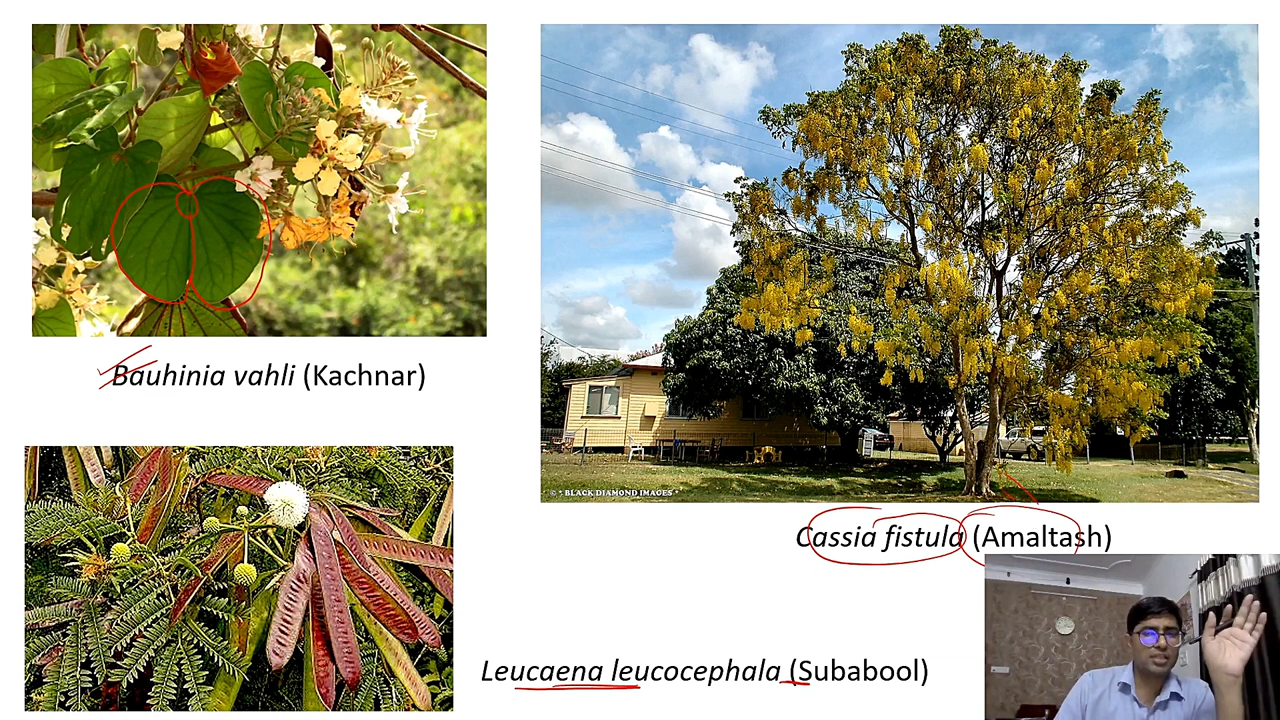 © * BLACK DIAMOND IMAGES *
Bauhinia vahli (Kachnar)
Cassia fistula (Amaltash)
Leucaena leucocephala (Subabool)